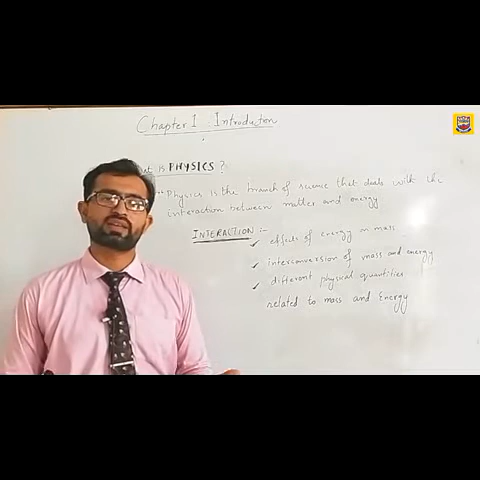 Chapter 1 Introduction
What is PHYSICS?
"Physics is the branch of science that deals with the
interaction between matter and energy
INTERACTION :-
✓ effects of energy on mass
✓ interconversion of mass and energy
✓ different physical quantities
related to mass and Energy